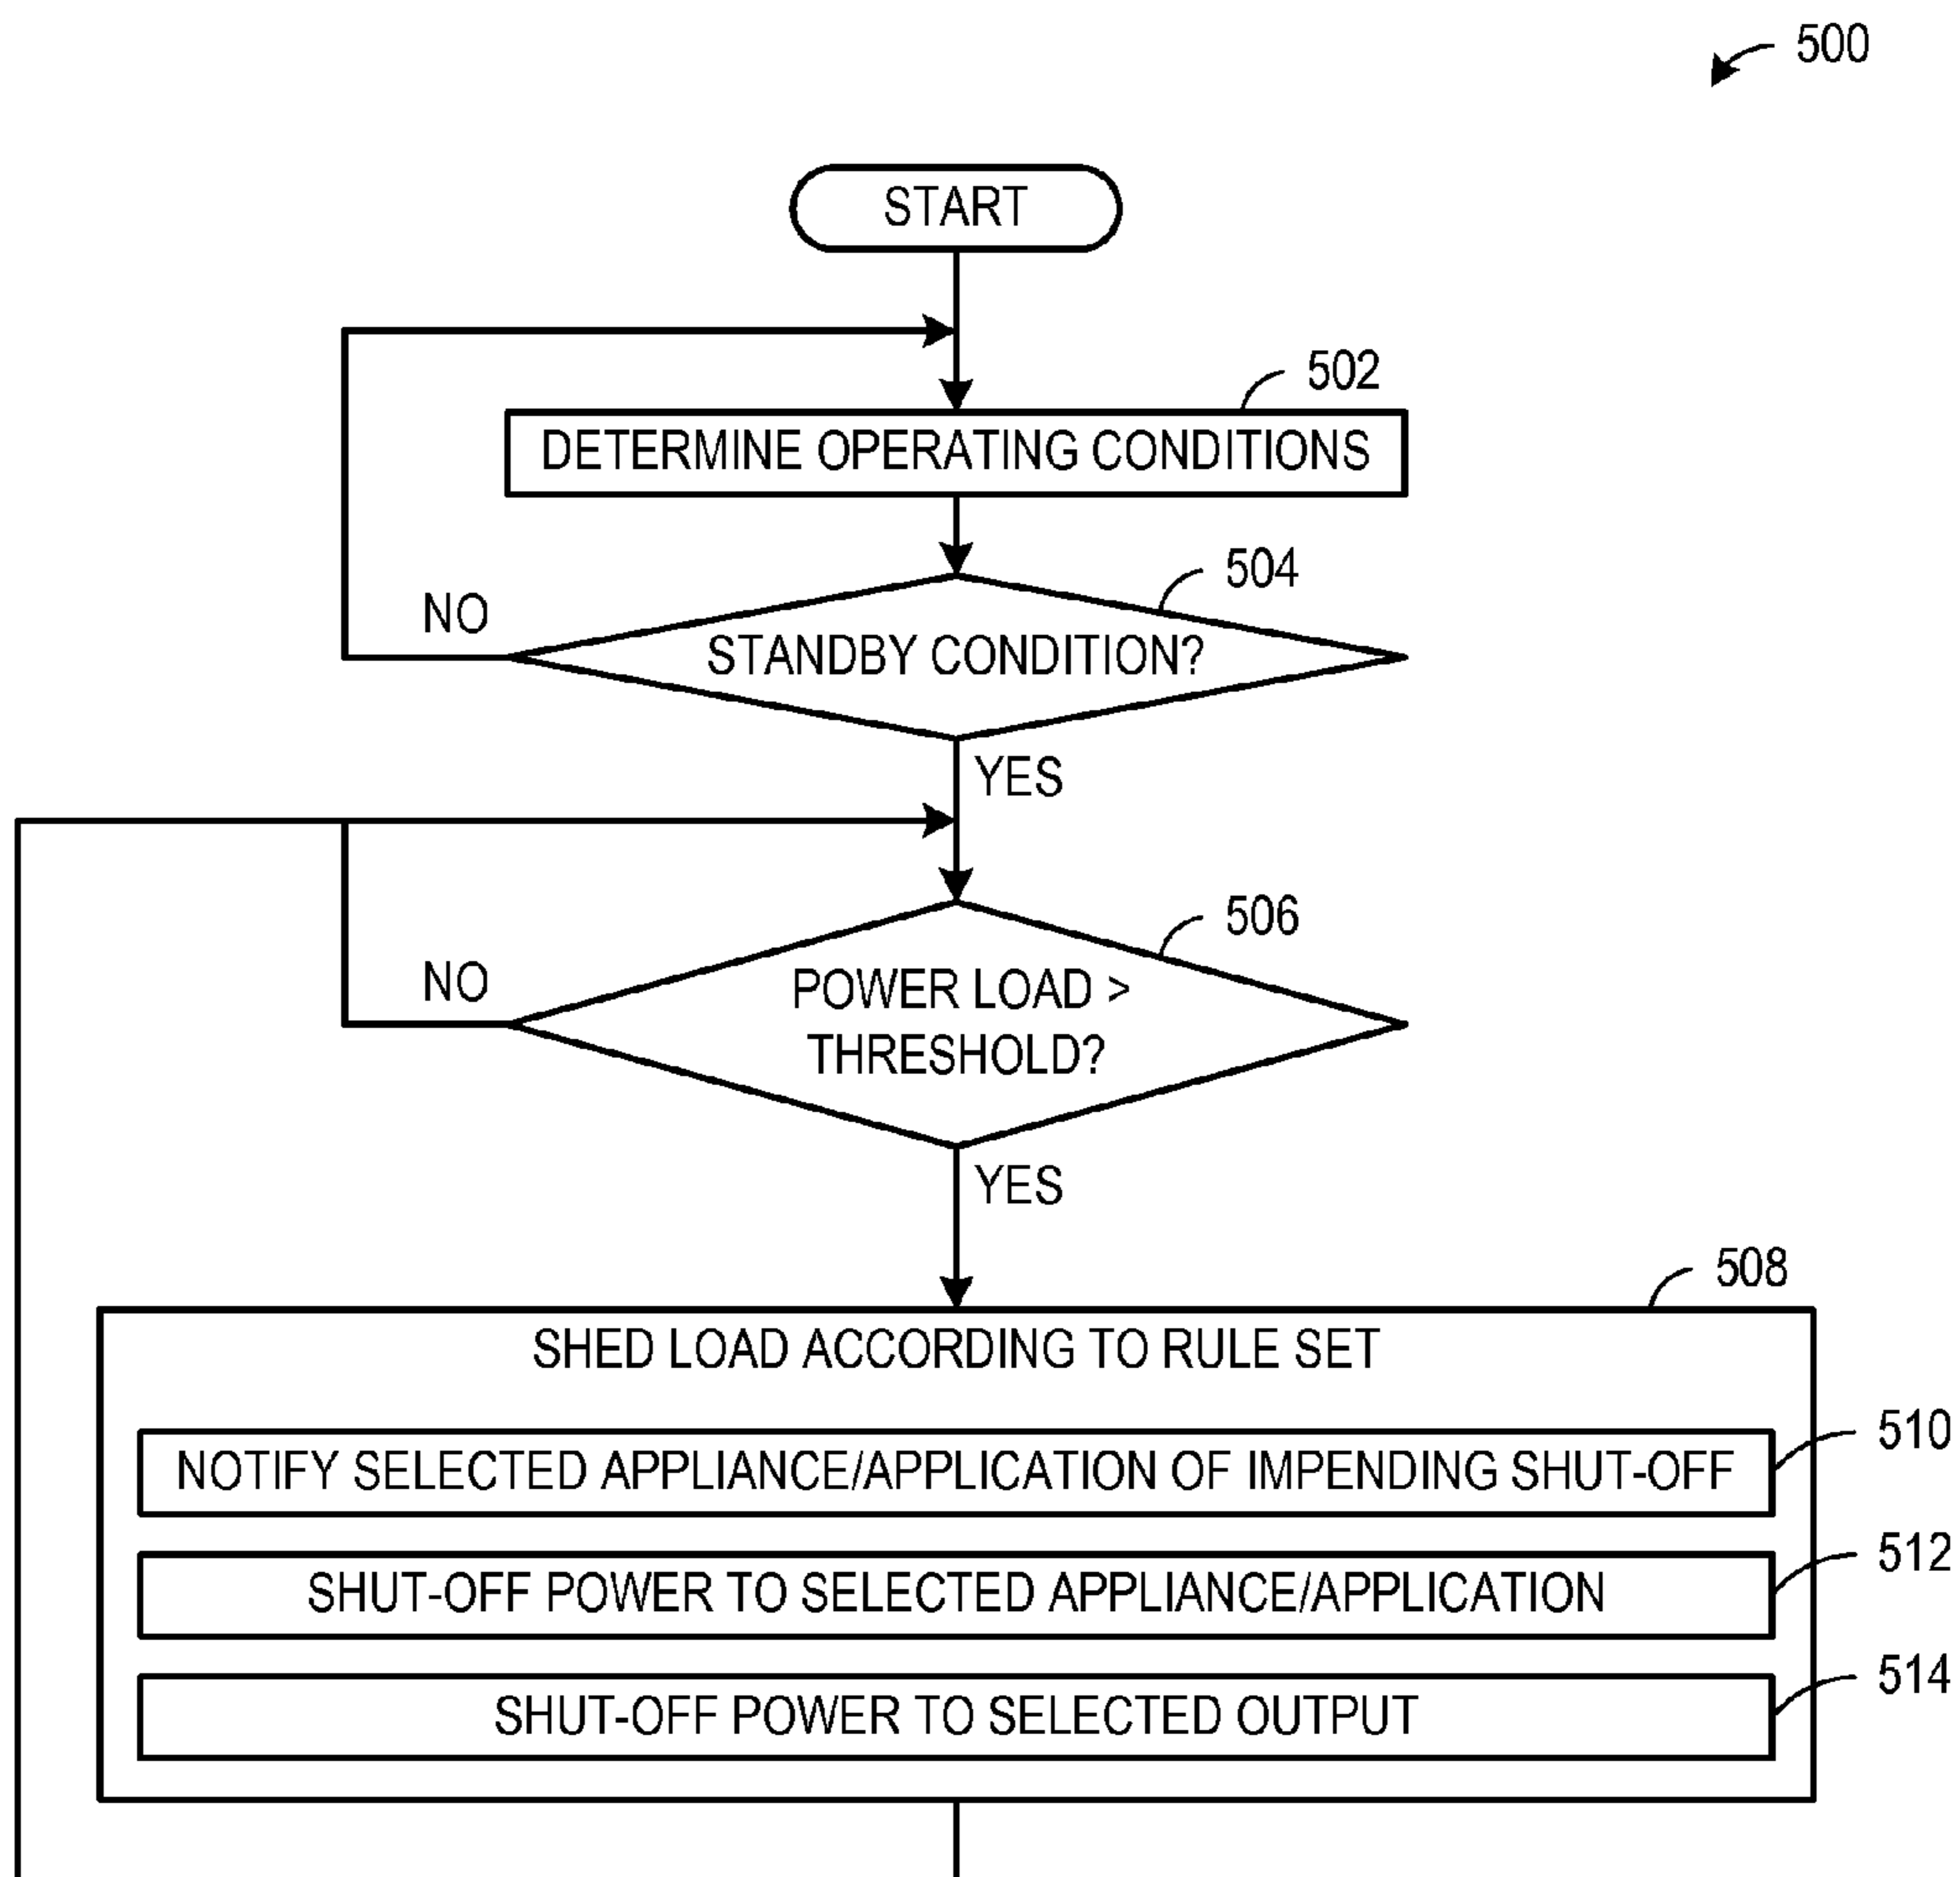 500
START
502
DETERMINE OPERATING CONDITIONS
504
NO
STANDBY CONDITION?
YES
506
NO
POWER LOAD >
THRESHOLD?
YES
508
SHED LOAD ACCORDING TO RULE SET
510
NOTIFY SELECTED APPLIANCE/APPLICATION OF IMPENDING SHUT-OFF
512
SHUT-OFF POWER TO SELECTED APPLIANCE/APPLICATION
514
SHUT-OFF POWER TO SELECTED OUTPUT